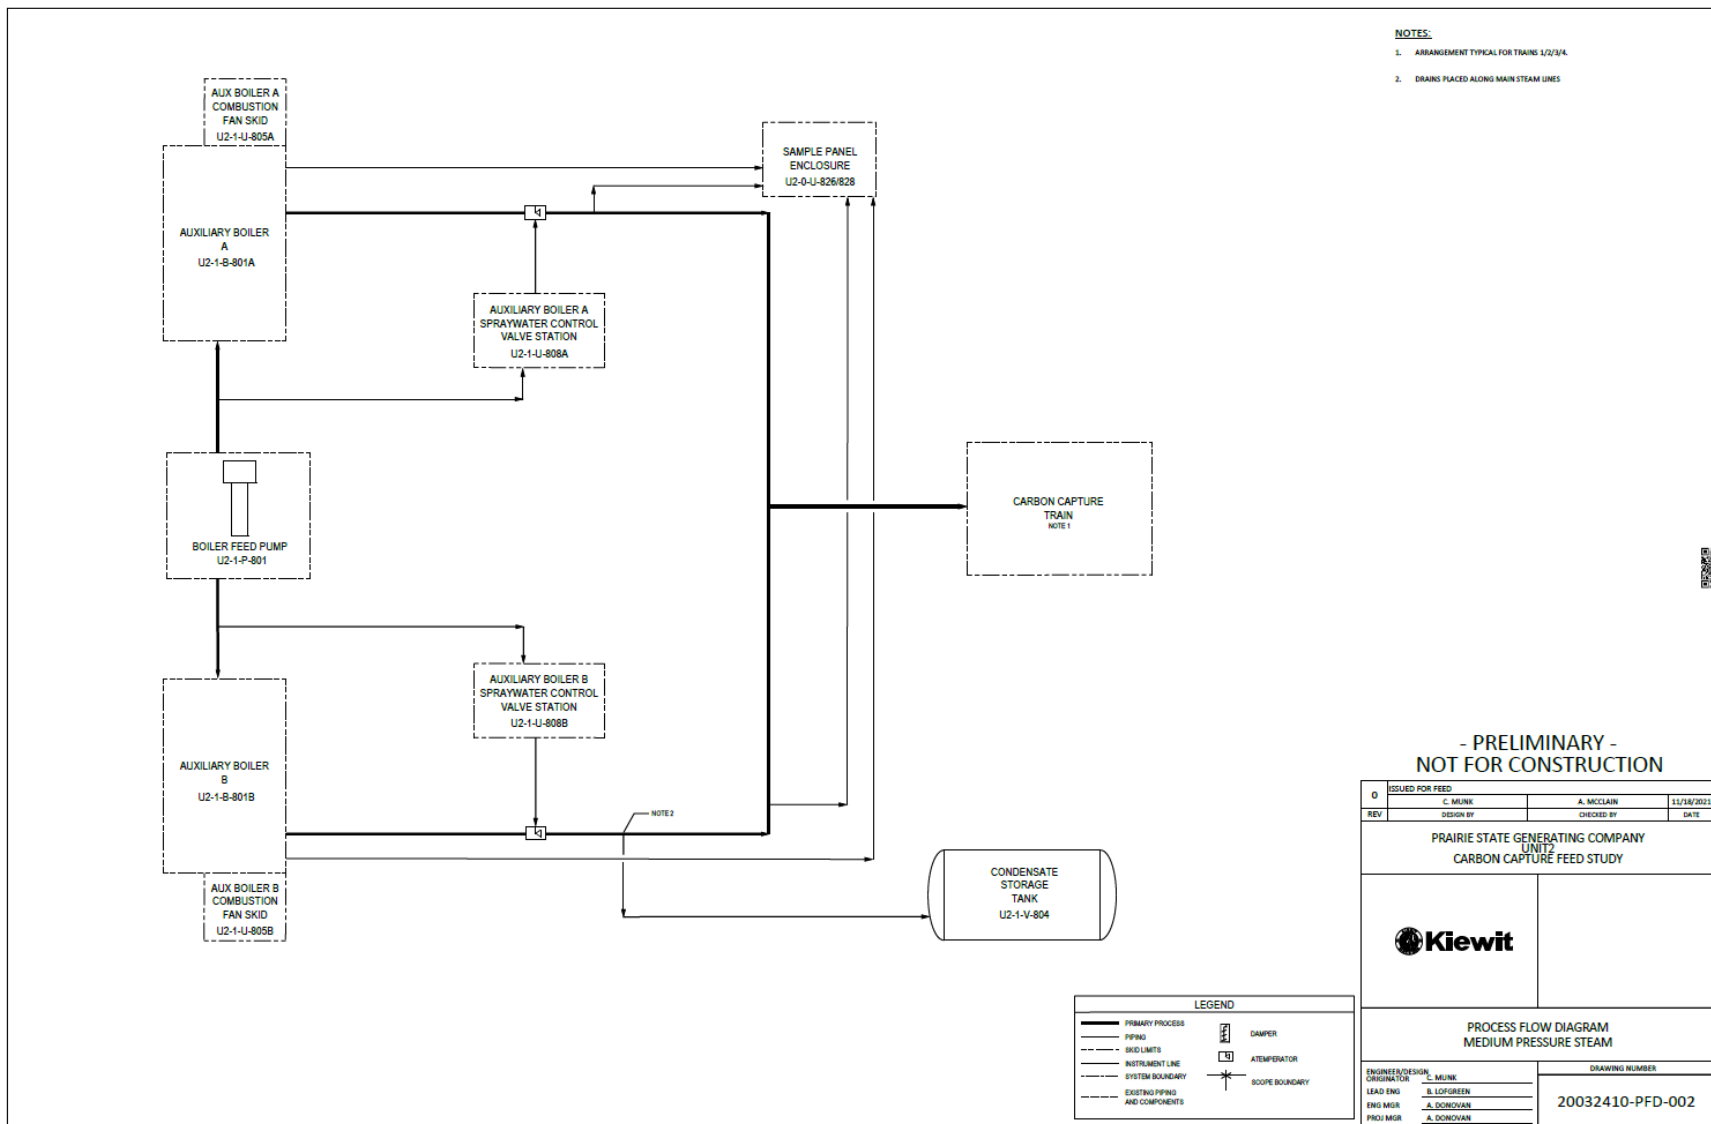 NOTES:
1. ARRANGEMENT TYPICAL FOR TRAINS 1/2/3/4.
2. DRAINS PLACED ALONG MAIN STEAM LINES
AUX BOILER A
COMBUSTION
FAN SKID
U2-1-U-805A
AUXILIARY BOILER
A
U2-1-B-801A
SAMPLE PANEL
ENCLOSURE
U2-0-U-826/828
AUXILIARY BOILER A
SPRAYWATER CONTROL
VALVE STATION
U2-1-U-808A
BOILER FEED PUMP
U2-1-P-801
CARBON CAPTURE
TRAIN
NOTE 1
AUXILIARY BOILER B
SPRAYWATER CONTROL
VALVE STATION
U2-1-U-808B
AUXILIARY BOILER
B
U2-1-B-801B
NOTE 2
AUX BOILER B
COMBUSTION
FAN SKID
U2-1-U-805B
CONDENSATE
STORAGE
TANK
U2-1-V-804
LEGEND
PRIMARY PROCESS
PIPING
SKID LIMITS
INSTRUMENT LINE
SYSTEM BOUNDARY
EXISTING PIPING
AND COMPONENTS
DAMPER
ATEMPERATOR
SCOPE BOUNDARY
- PRELIMINARY -
NOT FOR CONSTRUCTION
0 ISSUED FOR FEED
C. MUNK A. MCCLAIN 11/18/2021
REV DESIGN BY CHECKED BY DATE
PRAIRIE STATE GENERATING COMPANY
UNIT2
CARBON CAPTURE FEED STUDY
Kiewit
PROCESS FLOW DIAGRAM
MEDIUM PRESSURE STEAM
ENGINEER/DESIGN
ORIGINATOR C. MUNK
LEAD ENG B. LOFGREEN
ENG MGR A. DONOVAN
PROJ MGR A. DONOVAN
DRAWING NUMBER
20032410-PFD-002